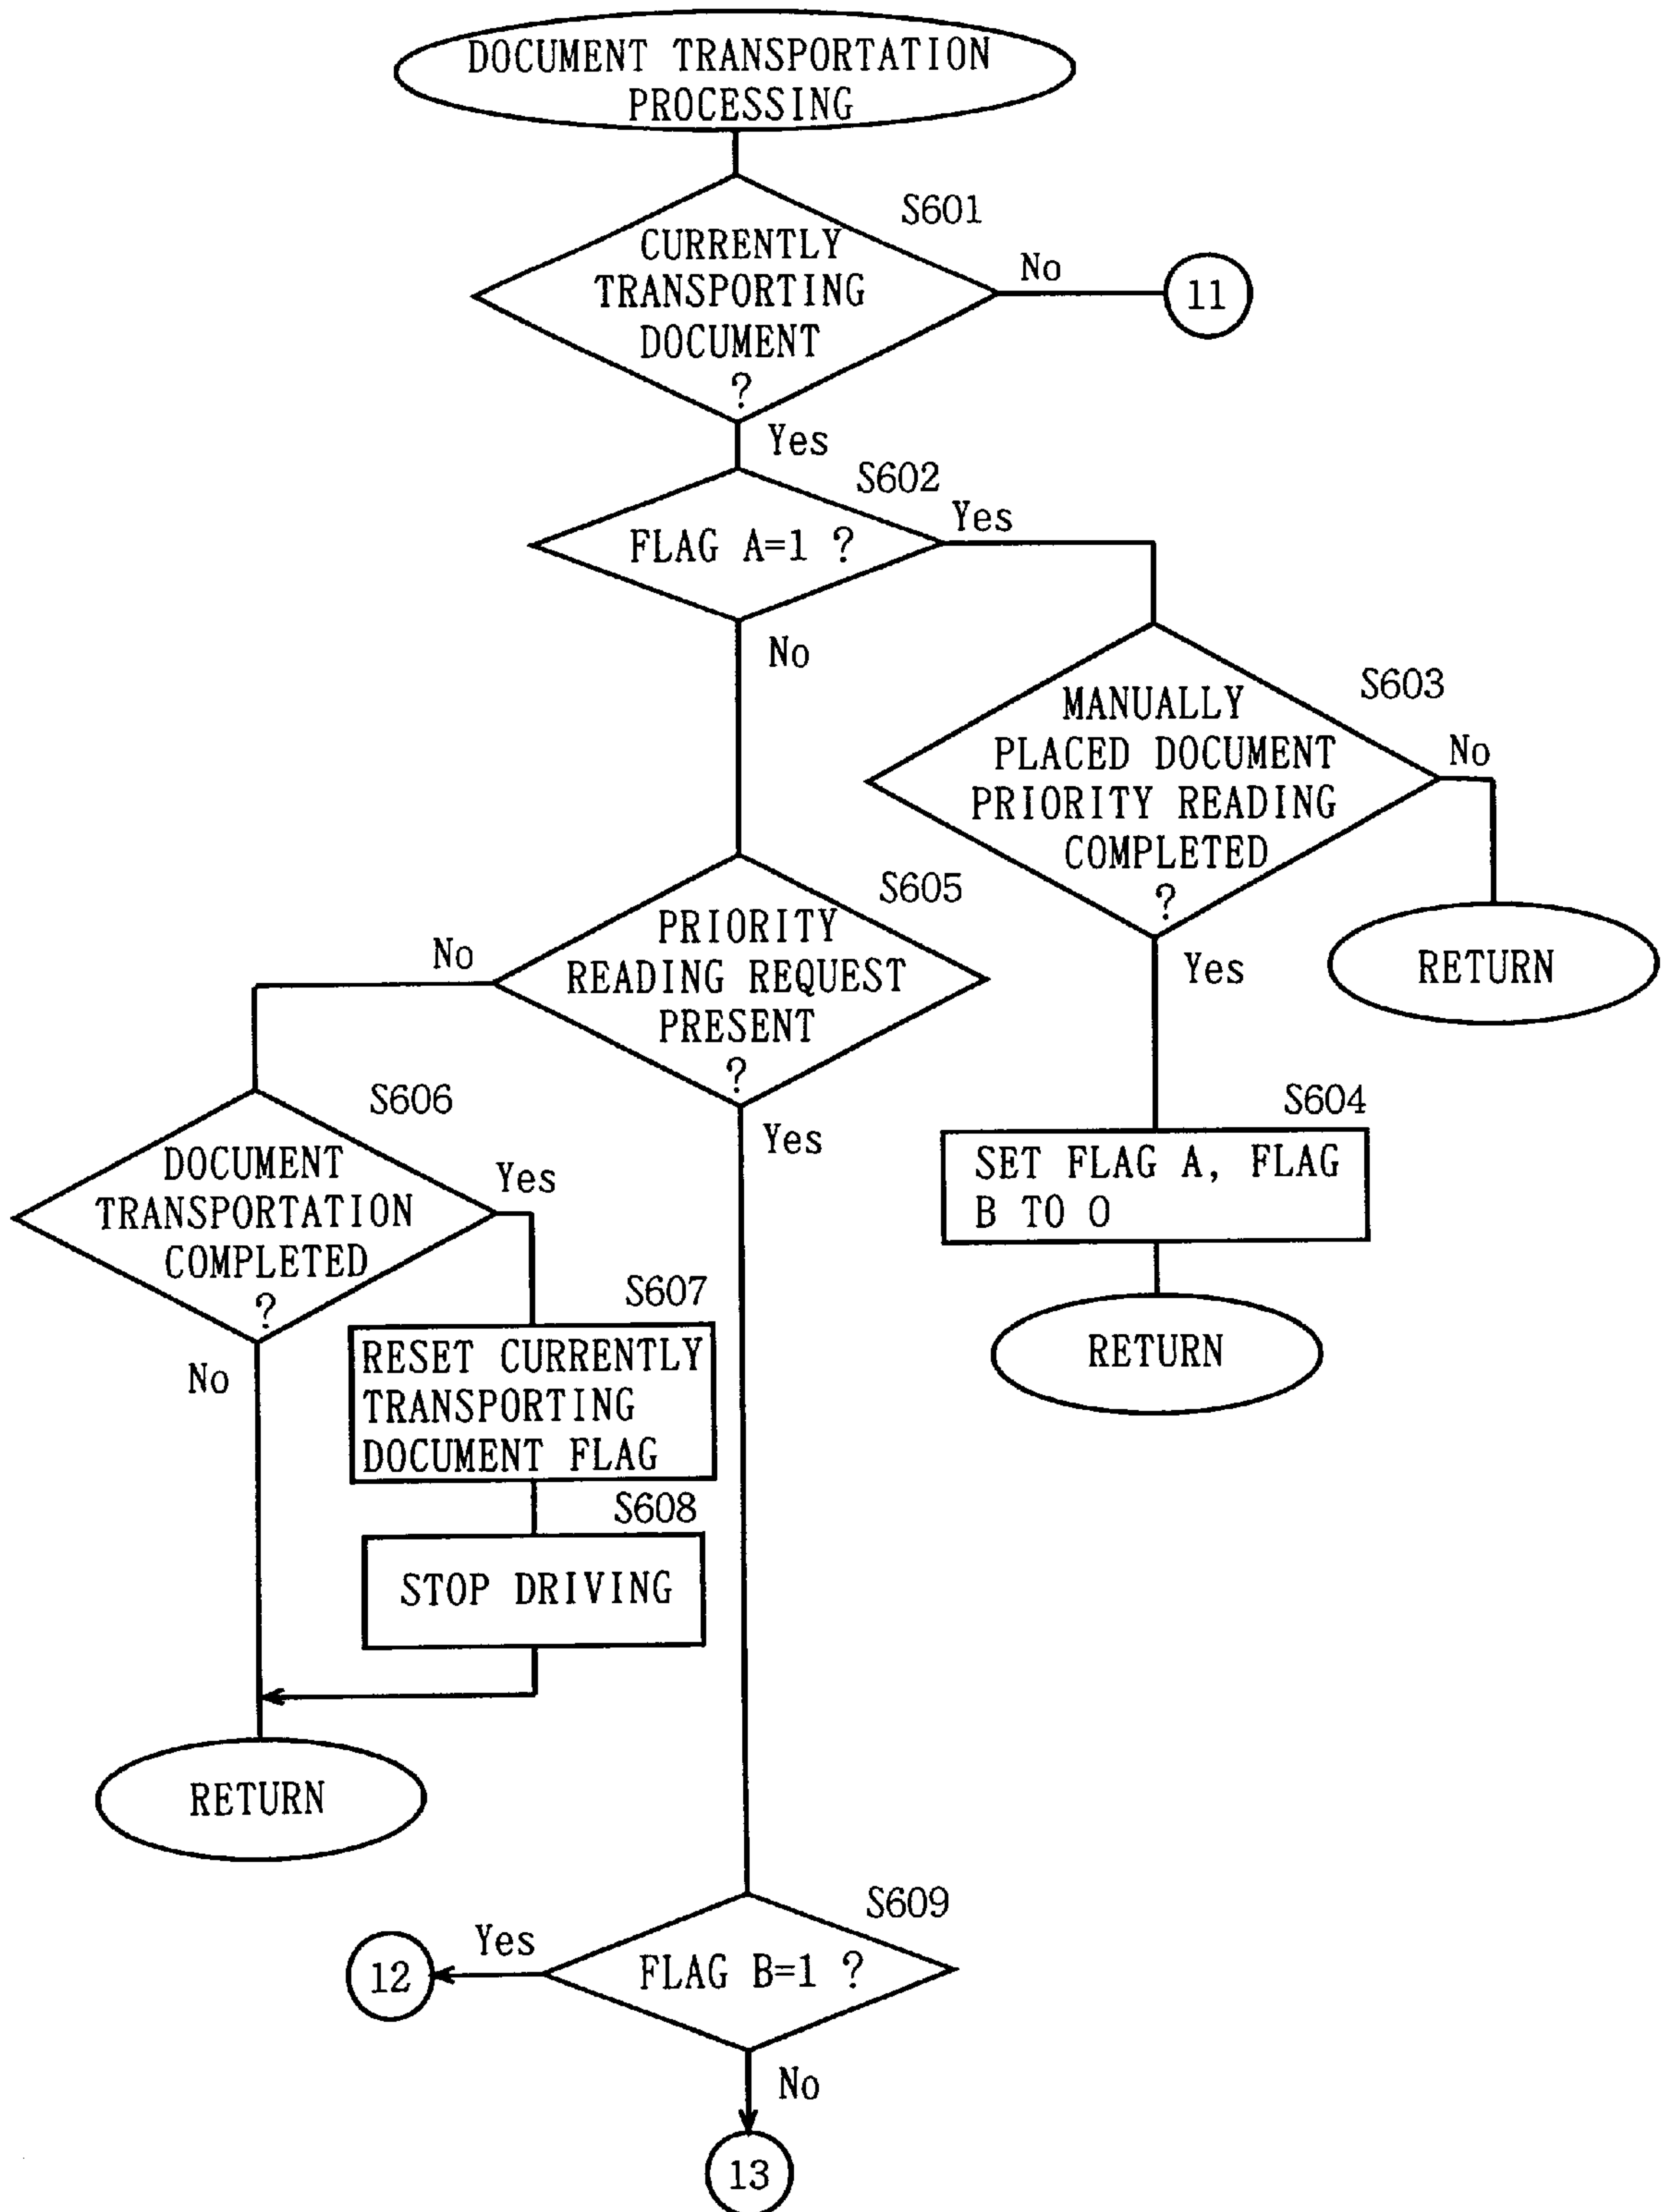 DOCUMENT TRANSPORTATION
PROCESSING
S601
CURRENTLY
TRANSPORTING
DOCUMENT
?
No
11
Yes
S602
FLAG A=1 ?
Yes
No
S603
MANUALLY
PLACED DOCUMENT
PRIORITY READING
COMPLETED
?
No
RETURN
Yes
S604
SET FLAG A, FLAG
B TO 0
RETURN
S605
PRIORITY
READING REQUEST
PRESENT
?
No
Yes
S606
DOCUMENT
TRANSPORTATION
COMPLETED
?
Yes
No
S607
RESET CURRENTLY
TRANSPORTING
DOCUMENT FLAG
S608
STOP DRIVING
RETURN
S609
FLAG B=1 ?
Yes
12
No
13